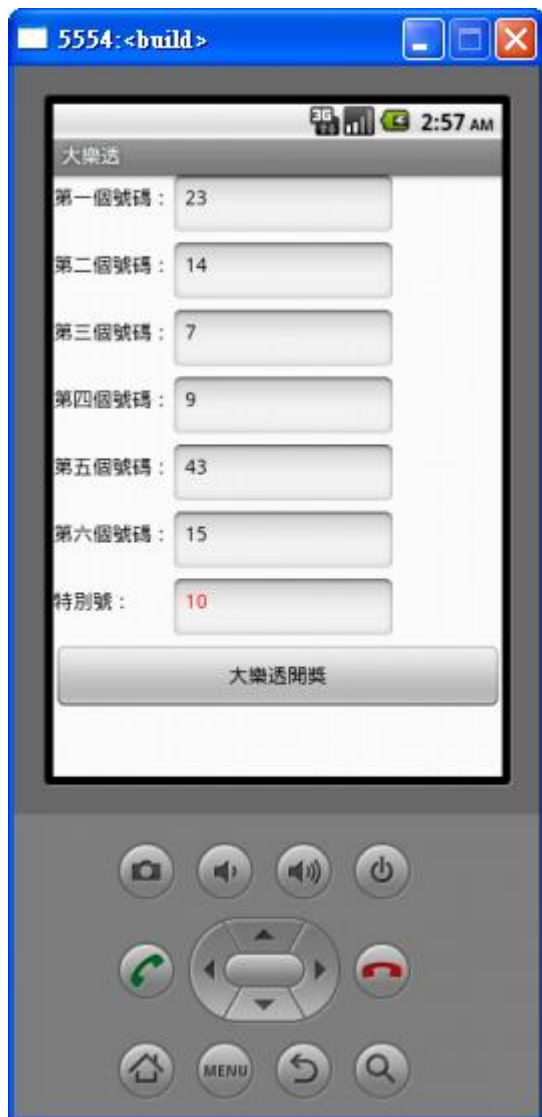 5554:<build>
3G
2:57 AM
大樂透
第一個號碼: 23
第二個號碼: 14
第三個號碼: 7
第四個號碼: 9
第五個號碼: 43
第六個號碼: 15
特別號: 10
大樂透開獎
MENU